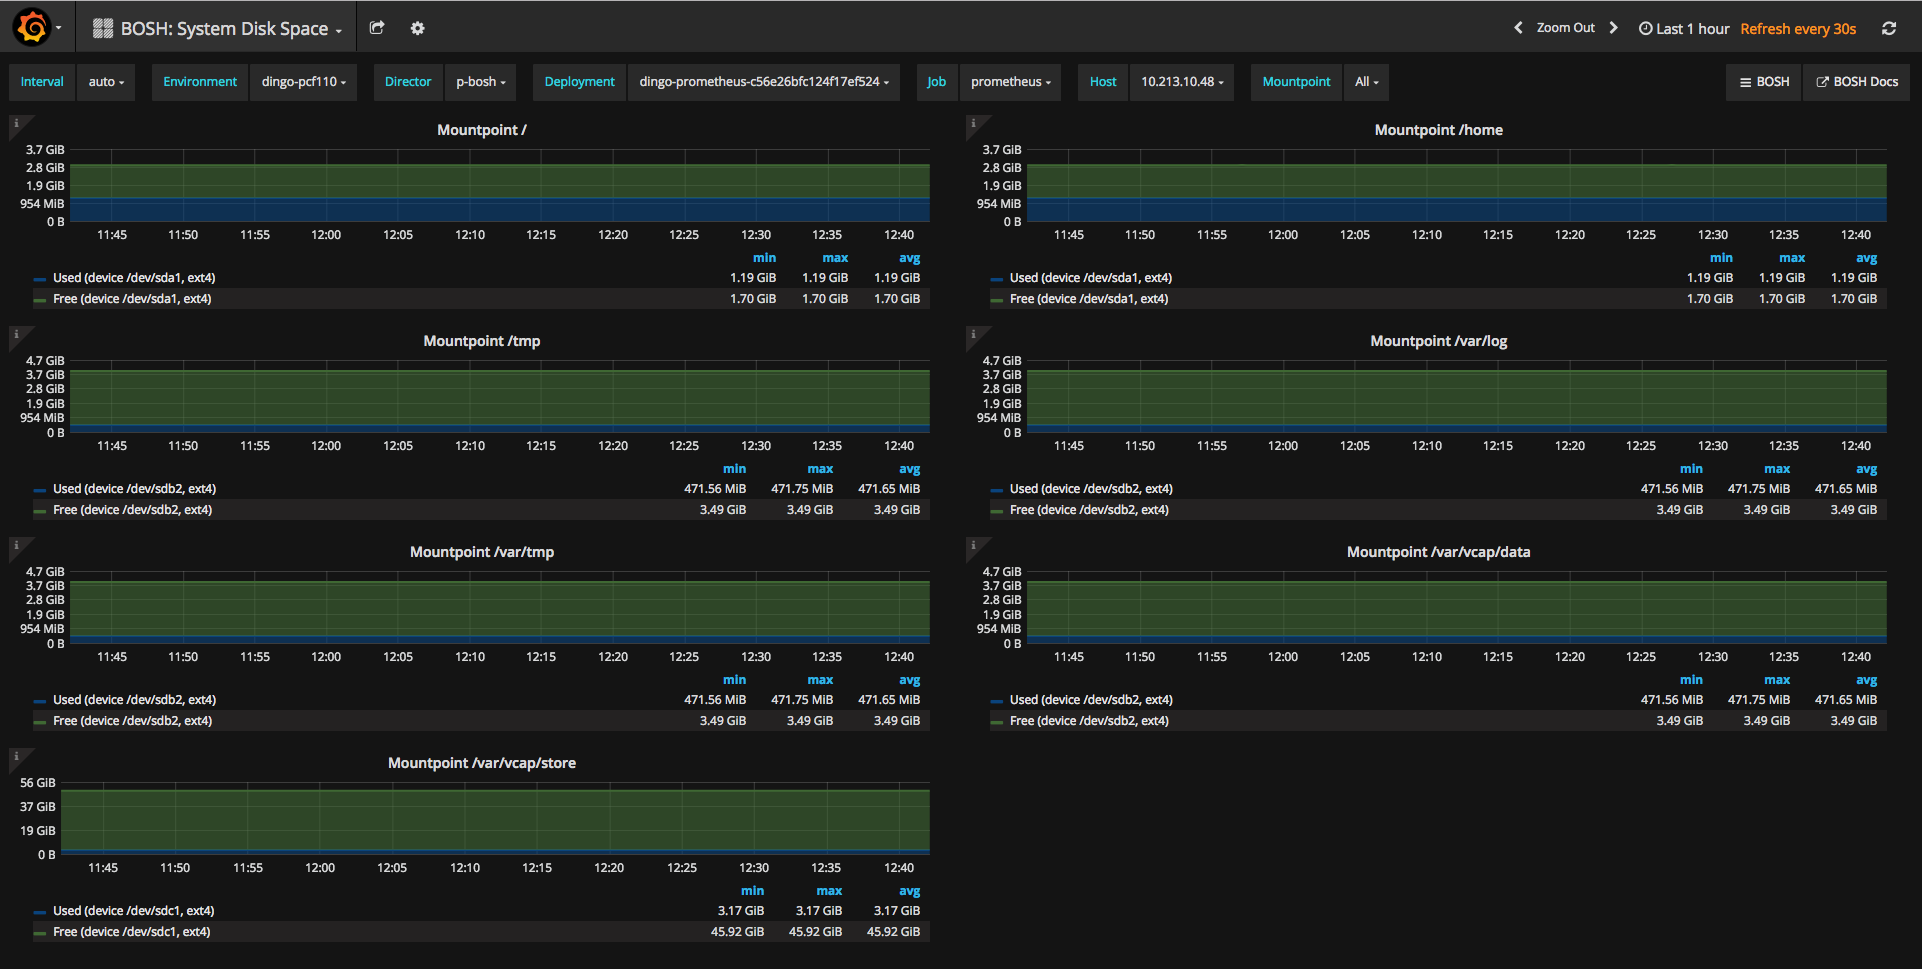 BOSH: System Disk Space
Zoom Out
Last 1 hour
Refresh every 30s
Interval auto
Environment dingo-pcf110
Director p-bosh
Deployment dingo-prometheus-c56e26bfc124f17ef524
Job prometheus
Host 10.213.10.48
Mountpoint All
BOSH
BOSH Docs
Mountpoint /
3.7 GiB
2.8 GiB
1.9 GiB
954 MiB
0 B
11:45 11:50 11:55 12:00 12:05 12:10 12:15 12:20 12:25 12:30 12:35 12:40
min max avg
Used (device /dev/sda1, ext4) 1.19 GiB 1.19 GiB 1.19 GiB
Free (device /dev/sda1, ext4) 1.70 GiB 1.70 GiB 1.70 GiB
Mountpoint /home
3.7 GiB
2.8 GiB
1.9 GiB
954 MiB
0 B
11:45 11:50 11:55 12:00 12:05 12:10 12:15 12:20 12:25 12:30 12:35 12:40
min max avg
Used (device /dev/sda1, ext4) 1.19 GiB 1.19 GiB 1.19 GiB
Free (device /dev/sda1, ext4) 1.70 GiB 1.70 GiB 1.70 GiB
Mountpoint /tmp
4.7 GiB
3.7 GiB
2.8 GiB
1.9 GiB
954 MiB
0 B
11:45 11:50 11:55 12:00 12:05 12:10 12:15 12:20 12:25 12:30 12:35 12:40
min max avg
Used (device /dev/sdb2, ext4) 471.56 MiB 471.75 MiB 471.65 MiB
Free (device /dev/sdb2, ext4) 3.49 GiB 3.49 GiB 3.49 GiB
Mountpoint /var/log
4.7 GiB
3.7 GiB
2.8 GiB
1.9 GiB
954 MiB
0 B
11:45 11:50 11:55 12:00 12:05 12:10 12:15 12:20 12:25 12:30 12:35 12:40
min max avg
Used (device /dev/sdb2, ext4) 471.56 MiB 471.75 MiB 471.65 MiB
Free (device /dev/sdb2, ext4) 3.49 GiB 3.49 GiB 3.49 GiB
Mountpoint /var/tmp
4.7 GiB
3.7 GiB
2.8 GiB
1.9 GiB
954 MiB
0 B
11:45 11:50 11:55 12:00 12:05 12:10 12:15 12:20 12:25 12:30 12:35 12:40
min max avg
Used (device /dev/sdb2, ext4) 471.56 MiB 471.75 MiB 471.65 MiB
Free (device /dev/sdb2, ext4) 3.49 GiB 3.49 GiB 3.49 GiB
Mountpoint /var/vcap/data
4.7 GiB
3.7 GiB
2.8 GiB
1.9 GiB
954 MiB
0 B
11:45 11:50 11:55 12:00 12:05 12:10 12:15 12:20 12:25 12:30 12:35 12:40
min max avg
Used (device /dev/sdb2, ext4) 471.56 MiB 471.75 MiB 471.65 MiB
Free (device /dev/sdb2, ext4) 3.49 GiB 3.49 GiB 3.49 GiB
Mountpoint /var/vcap/store
56 GiB
37 GiB
19 GiB
0 B
11:45 11:50 11:55 12:00 12:05 12:10 12:15 12:20 12:25 12:30 12:35 12:40
min max avg
Used (device /dev/sdc1, ext4) 3.17 GiB 3.17 GiB 3.17 GiB
Free (device /dev/sdc1, ext4) 45.92 GiB 45.92 GiB 45.92 GiB